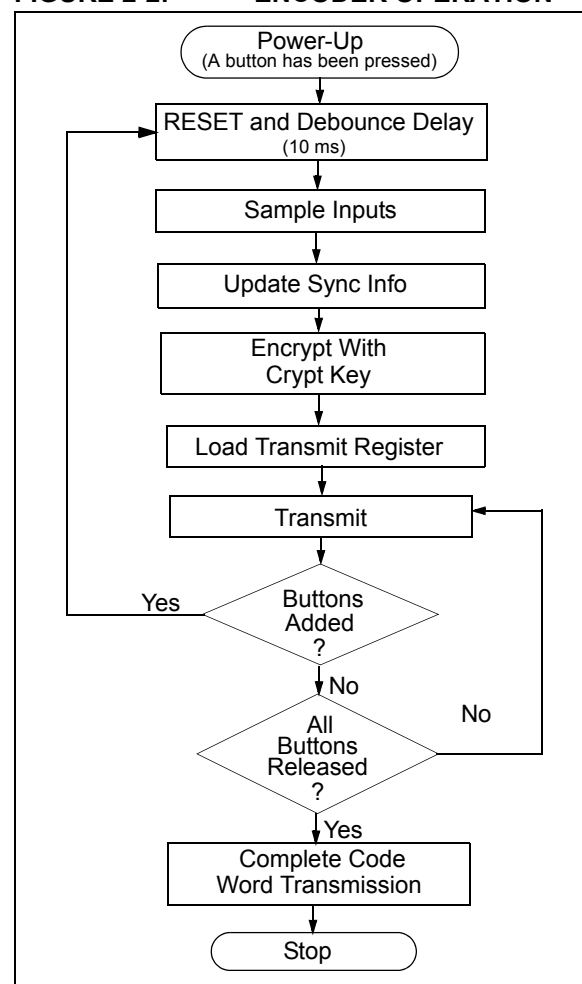 Power-Up
(A button has been pressed)
RESET and Debounce Delay
(10 ms)
Sample Inputs
Update Sync Info
Encrypt With
Crypt Key
Load Transmit Register
Transmit
Yes
Buttons
Added
?
No
All
Buttons
Released
?
No
Yes
Complete Code
Word Transmission
Stop